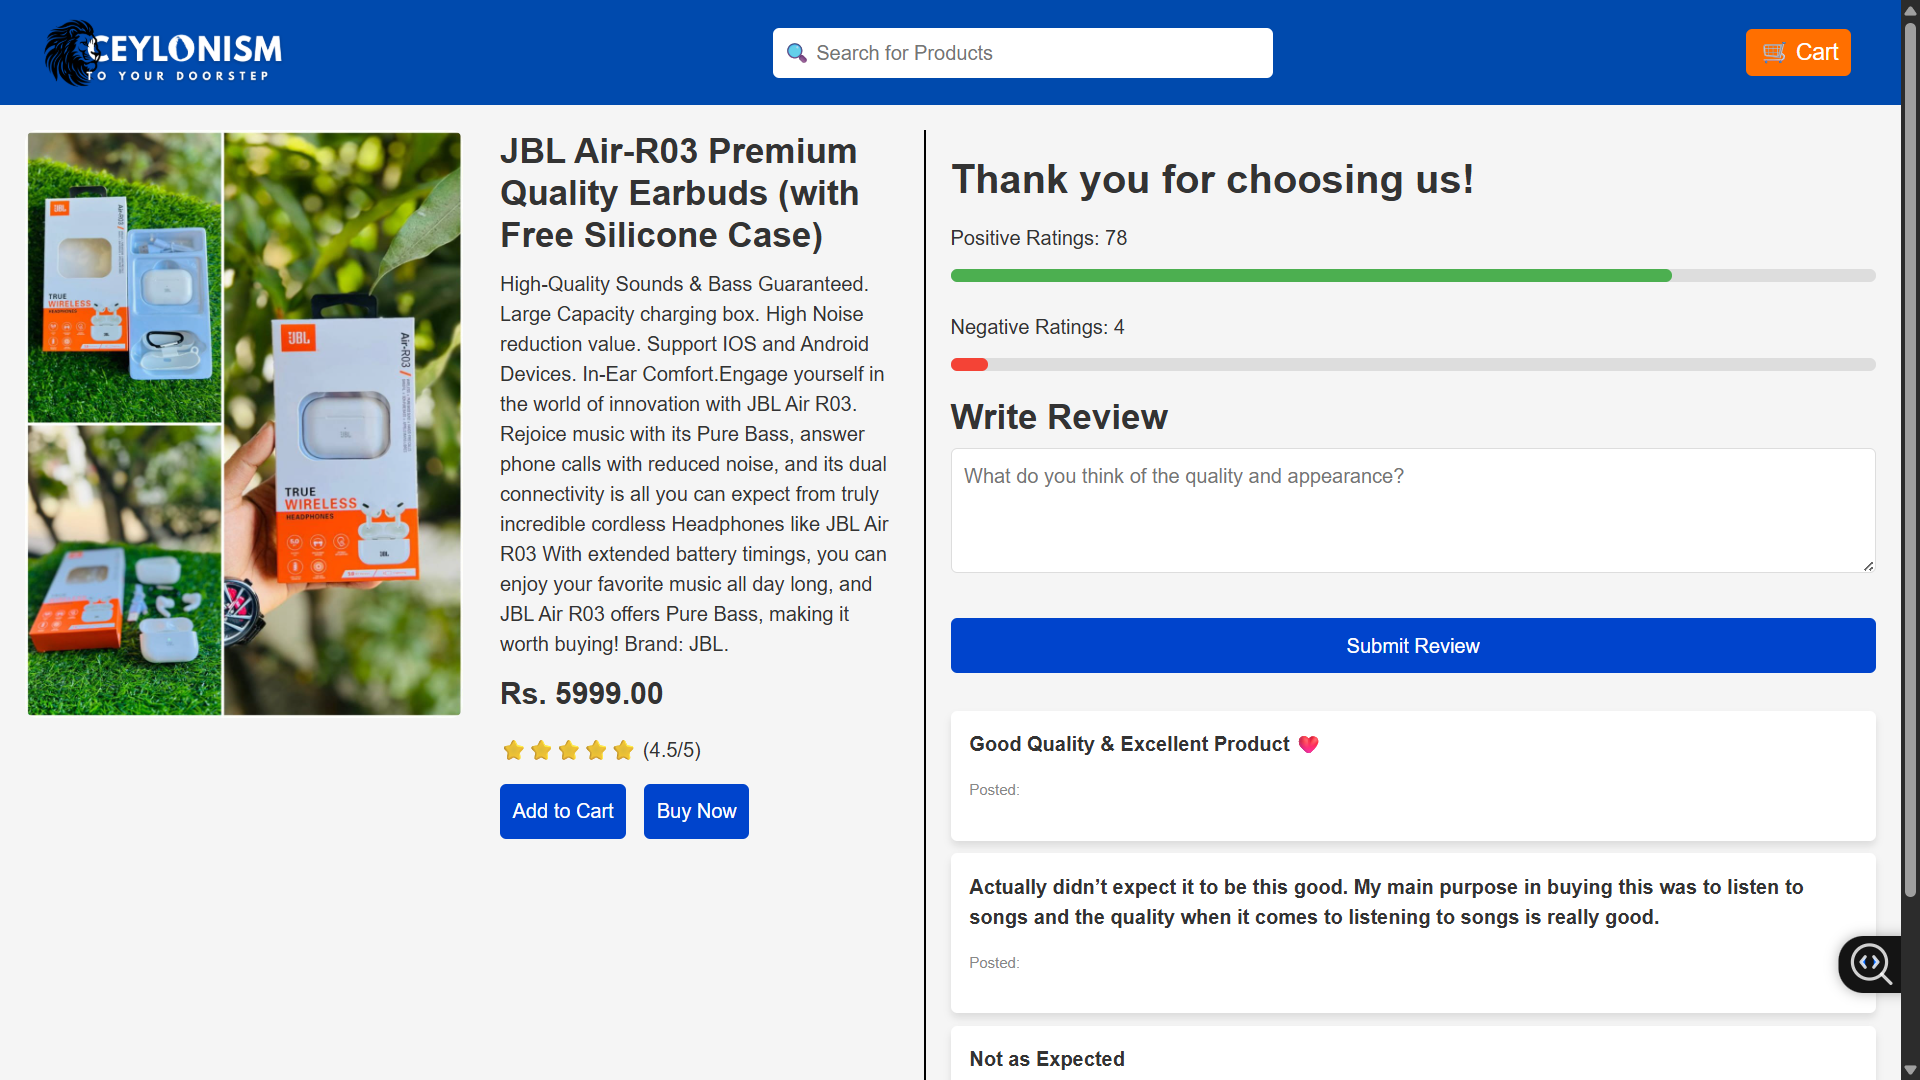 CEYLONISM
TO YOUR DOORSTEP
Search for Products
Cart
JBL
Air-R03
TRUE
WIRELESS
HEADPHONES
JBL
Air-R03
TRUE
WIRELESS
HEADPHONES
JBL Air-R03 Premium
Quality Earbuds (with
Free Silicone Case)
High-Quality Sounds & Bass Guaranteed.
Large Capacity charging box. High Noise
reduction value. Support IOS and Android
Devices. In-Ear Comfort.Engage yourself in
the world of innovation with JBL Air R03.
Rejoice music with its Pure Bass, answer
phone calls with reduced noise, and its dual
connectivity is all you can expect from truly
incredible cordless Headphones like JBL Air
R03 With extended battery timings, you can
enjoy your favorite music all day long, and
JBL Air R03 offers Pure Bass, making it
worth buying! Brand: JBL.
Rs. 5999.00
(4.5/5)
Add to Cart
Buy Now
Thank you for choosing us!
Positive Ratings: 78
Negative Ratings: 4
Write Review
What do you think of the quality and appearance?
Submit Review
Good Quality & Excellent Product
Posted:
Actually didn’t expect it to be this good. My main purpose in buying this was to listen to
songs and the quality when it comes to listening to songs is really good.
Posted:
Not as Expected